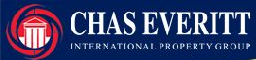 CHAS EVERITT
INTERNATIONAL PROPERTY GROUP